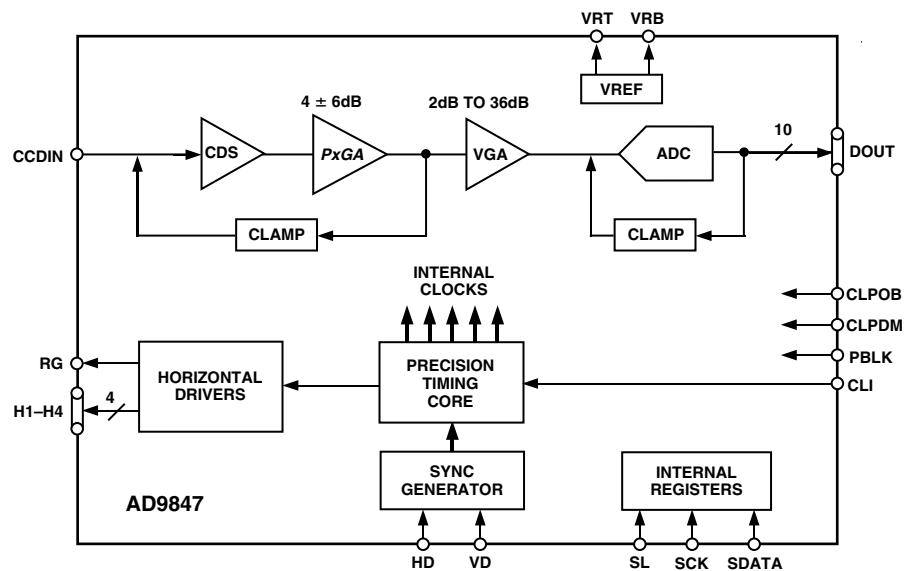 VRT VRB
VREF
4 ± 6dB 2dB TO 36dB
10
CCDIN CDS PxGA VGA ADC DOUT
CLAMP CLAMP
INTERNAL
CLOCKS
CLPOB
CLPDM
PBLK
CLI
RG
HORIZONTAL
DRIVERS
PRECISION
TIMING
CORE
4
H1–H4
SYNC
GENERATOR
INTERNAL
REGISTERS
AD9847
HD VD SL SCK SDATA